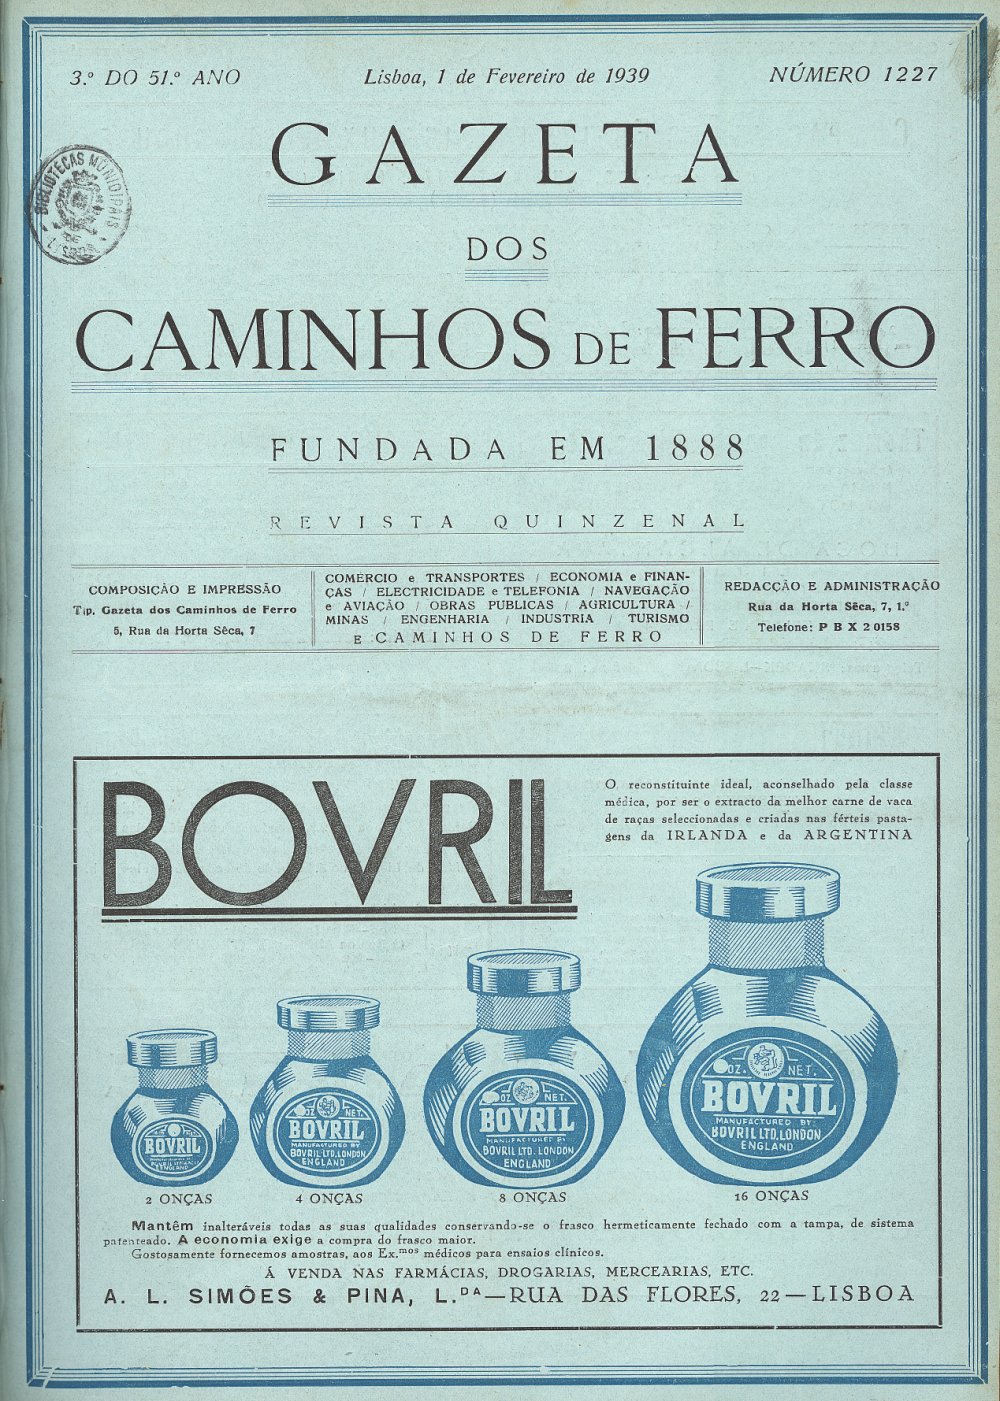 3.º DO 51.º ANO
Lisboa, 1 de Fevereiro de 1939
NÚMERO 1227
GAZETA
DOS
CAMINHOS DE FERRO
BIBLIOTECAS MUNICIPAIS
DE
LISBOA
FUNDADA EM 1888
REVISTA QUINZENAL
COMPOSIÇÃO E IMPRESSÃO
Tip. Gazeta dos Caminhos de Ferro
5, Rua da Horta Sêca, 7
COMÉRCIO e TRANSPORTES / ECONOMIA e FINAN-
ÇAS / ELECTRICIDADE e TELEFONIA / NAVEGAÇÃO
e AVIAÇÃO / OBRAS PUBLICAS / AGRICULTURA /
MINAS / ENGENHARIA / INDUSTRIA / TURISMO
E CAMINHOS DE FERRO
REDACÇÃO E ADMINISTRAÇÃO
Rua da Horta Sêca, 7, 1.º
Telefone: P B X 2 0158
BOVRIL
O reconstituinte ideal, aconselhado pela classe
médica, por ser o extracto da melhor carne de vaca
de raças seleccionadas e criadas nas férteis pasta-
gens da IRLANDA e da ARGENTINA
BOVRIL
ENGLAND
2 ONÇAS
OZ NET.
BOVRIL
MANUFACTURED BY
BOVRIL LTD. LONDON.
ENGLAND
4 ONÇAS
OZ NET.
BOVRIL
MANUFACTURED BY
BOVRIL LTD. LONDON
ENGLAND
8 ONÇAS
OZ. NET.
BOVRIL
MANUFACTURED BY
BOVRIL LTD. LONDON
ENGLAND
16 ONÇAS
Mantêm inalteráveis todas as suas qualidades conservando-se o frasco hermeticamente fechado com a tampa, de sistema
patenteado. A economia exige a compra do frasco maior.
Gostosamente fornecemos amostras, aos Ex.mos médicos para ensaios clínicos.
Á VENDA NAS FARMÁCIAS, DROGARIAS, MERCEARIAS, ETC.
A. L. SIMÕES & PINA, L.DA—RUA DAS FLORES, 22—LISBOA